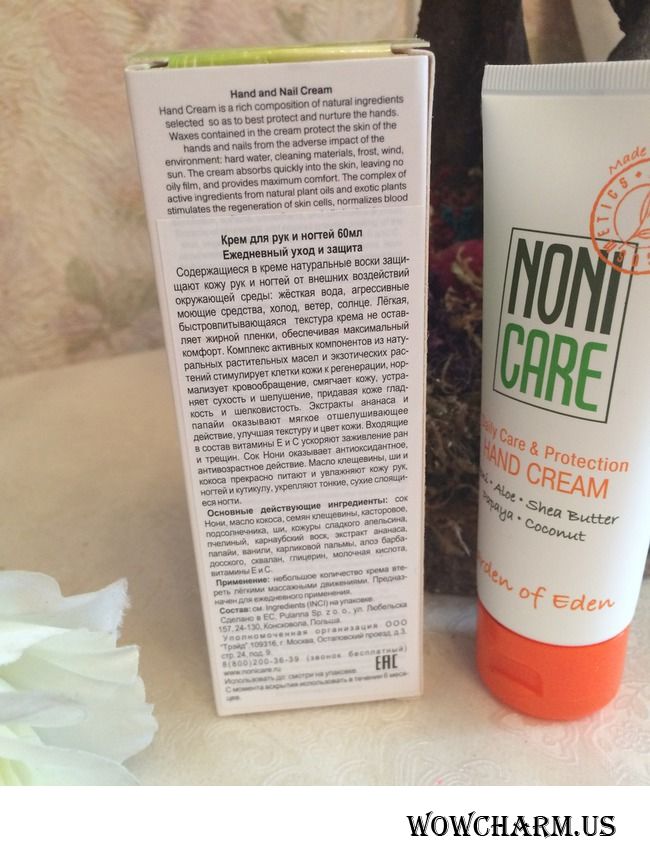 Hand and Nail Cream
Hand Cream is a rich composition of natural ingredients
selected so as to best protect and nurture the hands.
Waxes contained in the cream protect the skin of the
hands and nails from the adverse impact of the
environment: hard water, cleaning materials, frost, wind,
sun. The cream absorbs quickly into the skin, leaving no
oily film, and provides maximum comfort. The complex of
active ingredients from natural plant oils and exotic plants
stimulates the regeneration of skin cells, normalizes blood
Крем для рук и ногтей 60мл
Ежедневный уход и защита
Содержащиеся в креме натуральные воски защи-
щают кожу рук и ногтей от внешних воздействий
окружающей среды: жёсткая вода, агрессивные
моющие средства, холод, ветер, солнце. Лёгкая,
быстровпитывающаяся текстура крема не остав-
ляет жирной пленки, обеспечивая максимальный
комфорт. Комплекс активных компонентов из нату-
ральных растительных масел и экзотических рас-
тений стимулирует клетки кожи к регенерации, нор-
мализует кровообращение, смягчает кожу, устра-
няет сухость и шелушение, придавая коже глад-
кость и шелковистость. Экстракты ананаса и
папайи оказывают мягкое отшелушивающее
действие, улучшая текстуру и цвет кожи. Входящие
в состав витамины Е и С ускоряют заживление ран
и трещин. Сок Нони оказывает антиоксидантное,
антивозрастное действие. Масло клещевины, ши и
кокоса прекрасно питают и увлажняют кожу рук,
ногтей и кутикулу, укрепляют тонкие, сухие слоящи-
еся ногти.
Основные действующие ингредиенты: сок
Нони, масло кокоса, семян клещевины, касторовое,
подсолнечника, ши, кожуры сладкого апельсина,
пчелиный, карнаубский воск, экстракт ананаса,
папайи, ванили, карликовой пальмы, алоэ барба-
досского, сквалан, глицерин, молочная кислота,
витамины Е и С.
Применение: небольшое количество крема вте-
реть лёгкими массажными движениями. Предназ-
начен для ежедневного применения.
Состав: см. Ingredients (INCI) на упаковке.
Сделано в ЕС, Pulanna Sp. z o. o., ул. Любельска
157, 24-130, Консковола, Польша.
Уполномоченная организация ООО
"Трэйд" 109316, г. Москва, Остаповский проезд, д.3,
стр. 24, под. 9.
8(800)200-36-39 (звонок бесплатный)
www.nonicare.ru
EAC
Использовать до: смотри на упаковке.
С момента вскрытия использовать в течении 6 меся-
цев.
Made
METICS
NONI
CARE
Daily Care & Protection
HAND CREAM
Noni • Aloe • Shea Butter
Papaya • Coconut
Garden of Eden
WOWCHARM.US